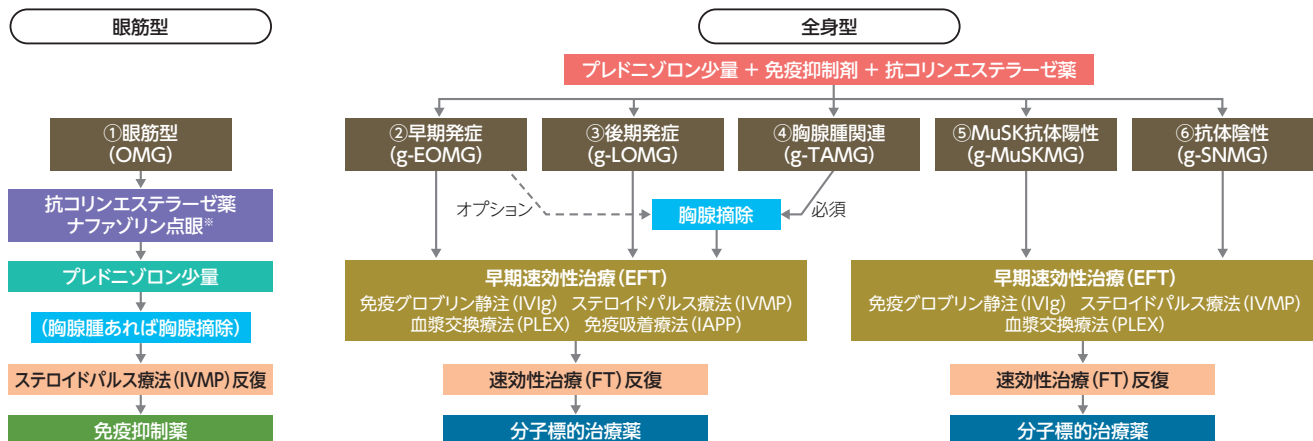 眼筋型
①眼筋型
(OMG)
抗コリンエステラーゼ薬
ナファゾリン点眼※
プレドニゾロン少量
(胸腺腫あれば胸腺摘除)
ステロイドパルス療法(IVMP)反復
免疫抑制薬
全身型
プレドニゾロン少量 + 免疫抑制剤 + 抗コリンエステラーゼ薬
②早期発症
(g-EOMG)
③後期発症
(g-LOMG)
④胸腺腫関連
(g-TAMG)
⑤MuSK抗体陽性
(g-MuSKMG)
⑥抗体陰性
(g-SNMG)
オプション
胸腺摘除
必須
早期速効性治療(EFT)
免疫グロブリン静注(IVIg) ステロイドパルス療法(IVMP)
血漿交換療法(PLEX) 免疫吸着療法(IAPP)
速効性治療(FT)反復
分子標的治療薬
早期速効性治療(EFT)
免疫グロブリン静注(IVIg) ステロイドパルス療法(IVMP)
血漿交換療法(PLEX)
速効性治療(FT)反復
分子標的治療薬